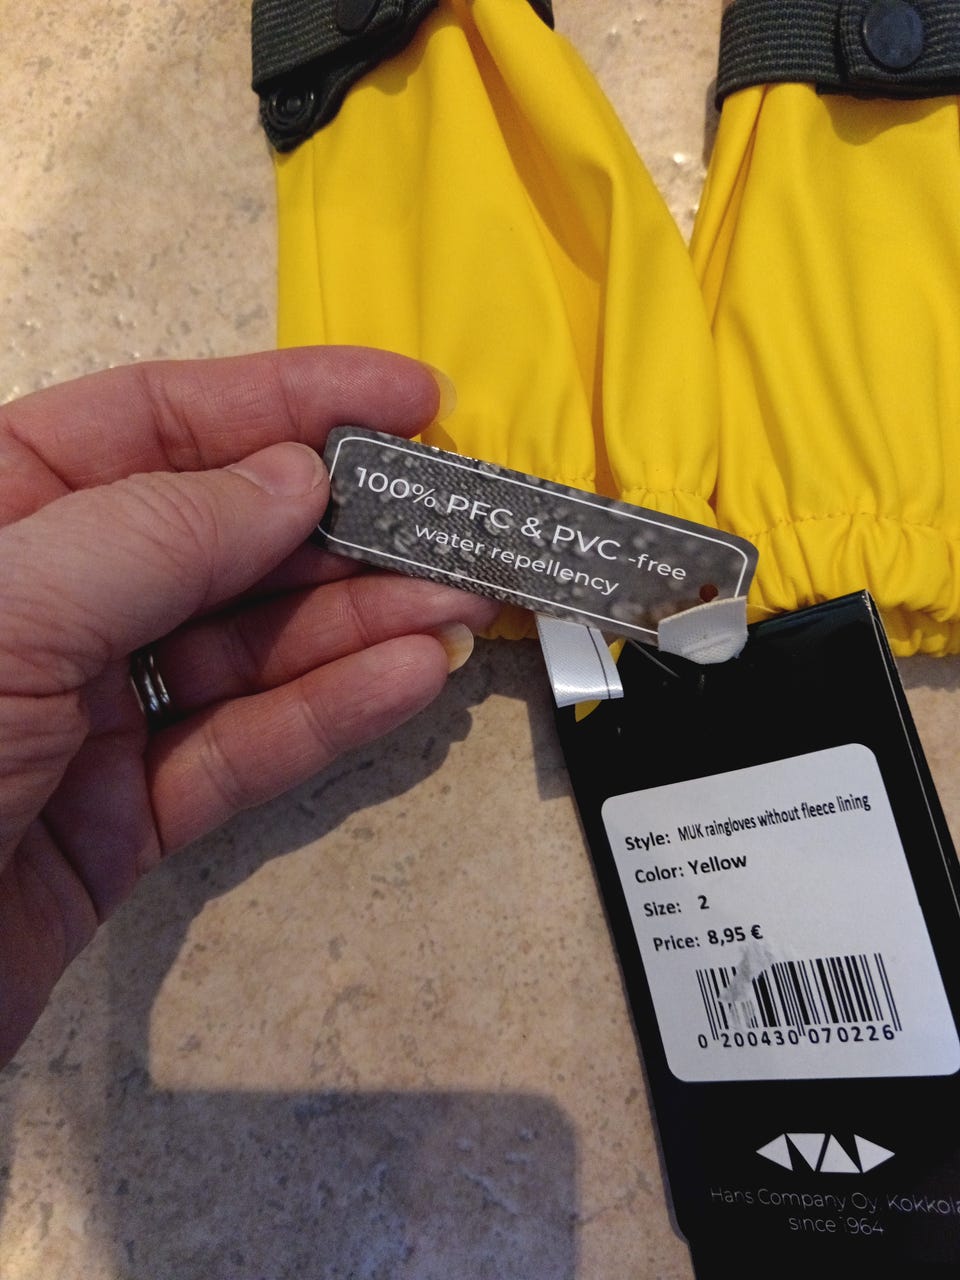 100% PFC & PVC -free
water repellency
Style: MUK raingloves without fleece lining
Color: Yellow
Size: 2
Price: 8,95 €
0 200430 070226
Hans Company Oy, Kokkola
since 1964